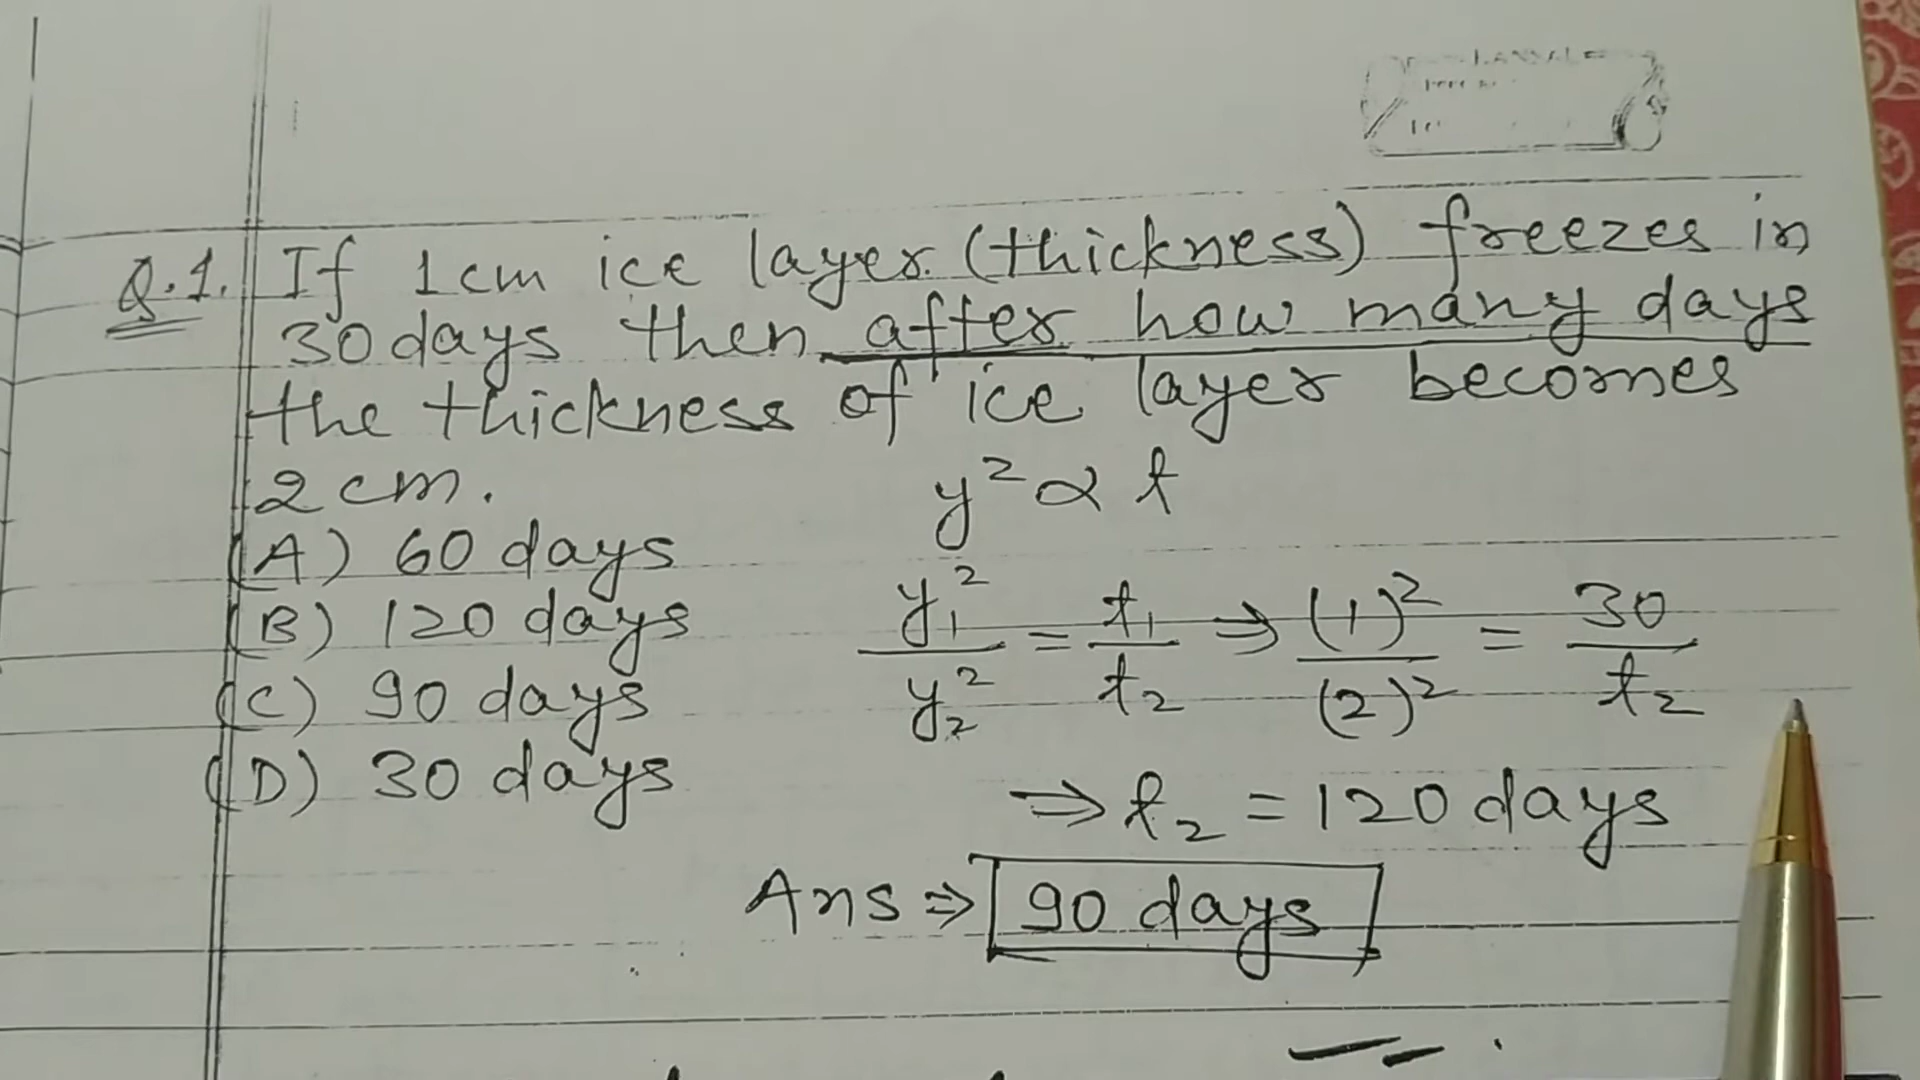 Q.1. If 1cm ice layer (thickness) freezes in
30 days then after how many days
the thickness of ice layer becomes
2 cm.
y² ∝ t
(A) 60 days
(B) 120 days
(C) 90 days
(D) 30 days
y₁²/y₂² = t₁/t₂ ⇒ (1)²/(2)² = 30/t₂
⇒ t₂ = 120 days
Ans ⇒ 90 days